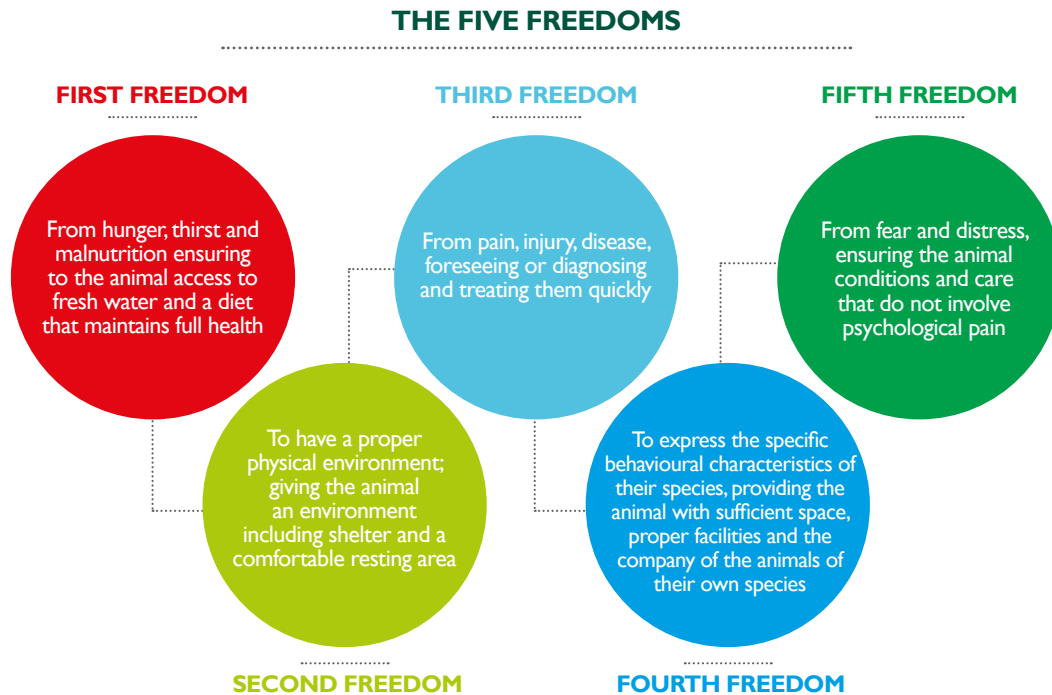 THE FIVE FREEDOMS
FIRST FREEDOM
From hunger, thirst and
malnutrition ensuring
to the animal access to
fresh water and a diet
that maintains full health
SECOND FREEDOM
To have a proper
physical environment;
giving the animal
an environment
including shelter and a
comfortable resting area
THIRD FREEDOM
From pain, injury, disease,
foreseeing or diagnosing
and treating them quickly
FOURTH FREEDOM
To express the specific
behavioural characteristics of
their species, providing the
animal with sufficient space,
proper facilities and the
company of the animals of
their own species
FIFTH FREEDOM
From fear and distress,
ensuring the animal
conditions and care
that do not involve
psychological pain